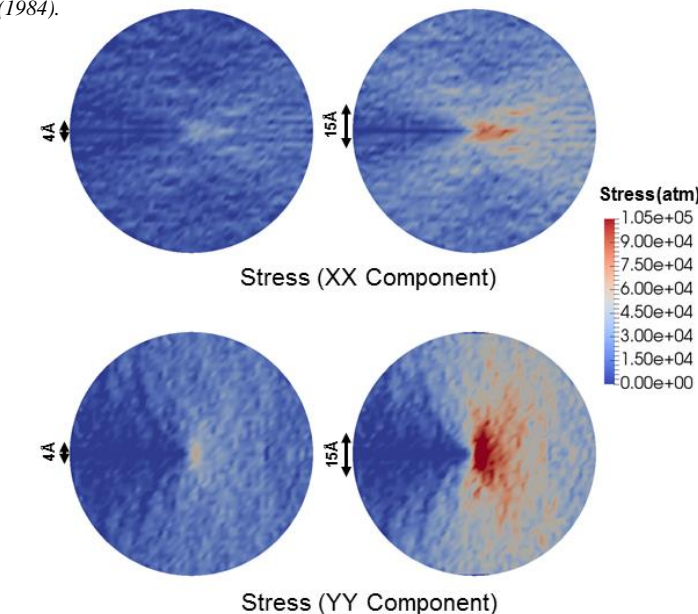 (1984).
4Å
15Å
Stress (XX Component)
Stress(atm)
1.05e+05
9.00e+04
7.50e+04
6.00e+04
4.50e+04
3.00e+04
1.50e+04
0.00e+00
4Å
15Å
Stress (YY Component)